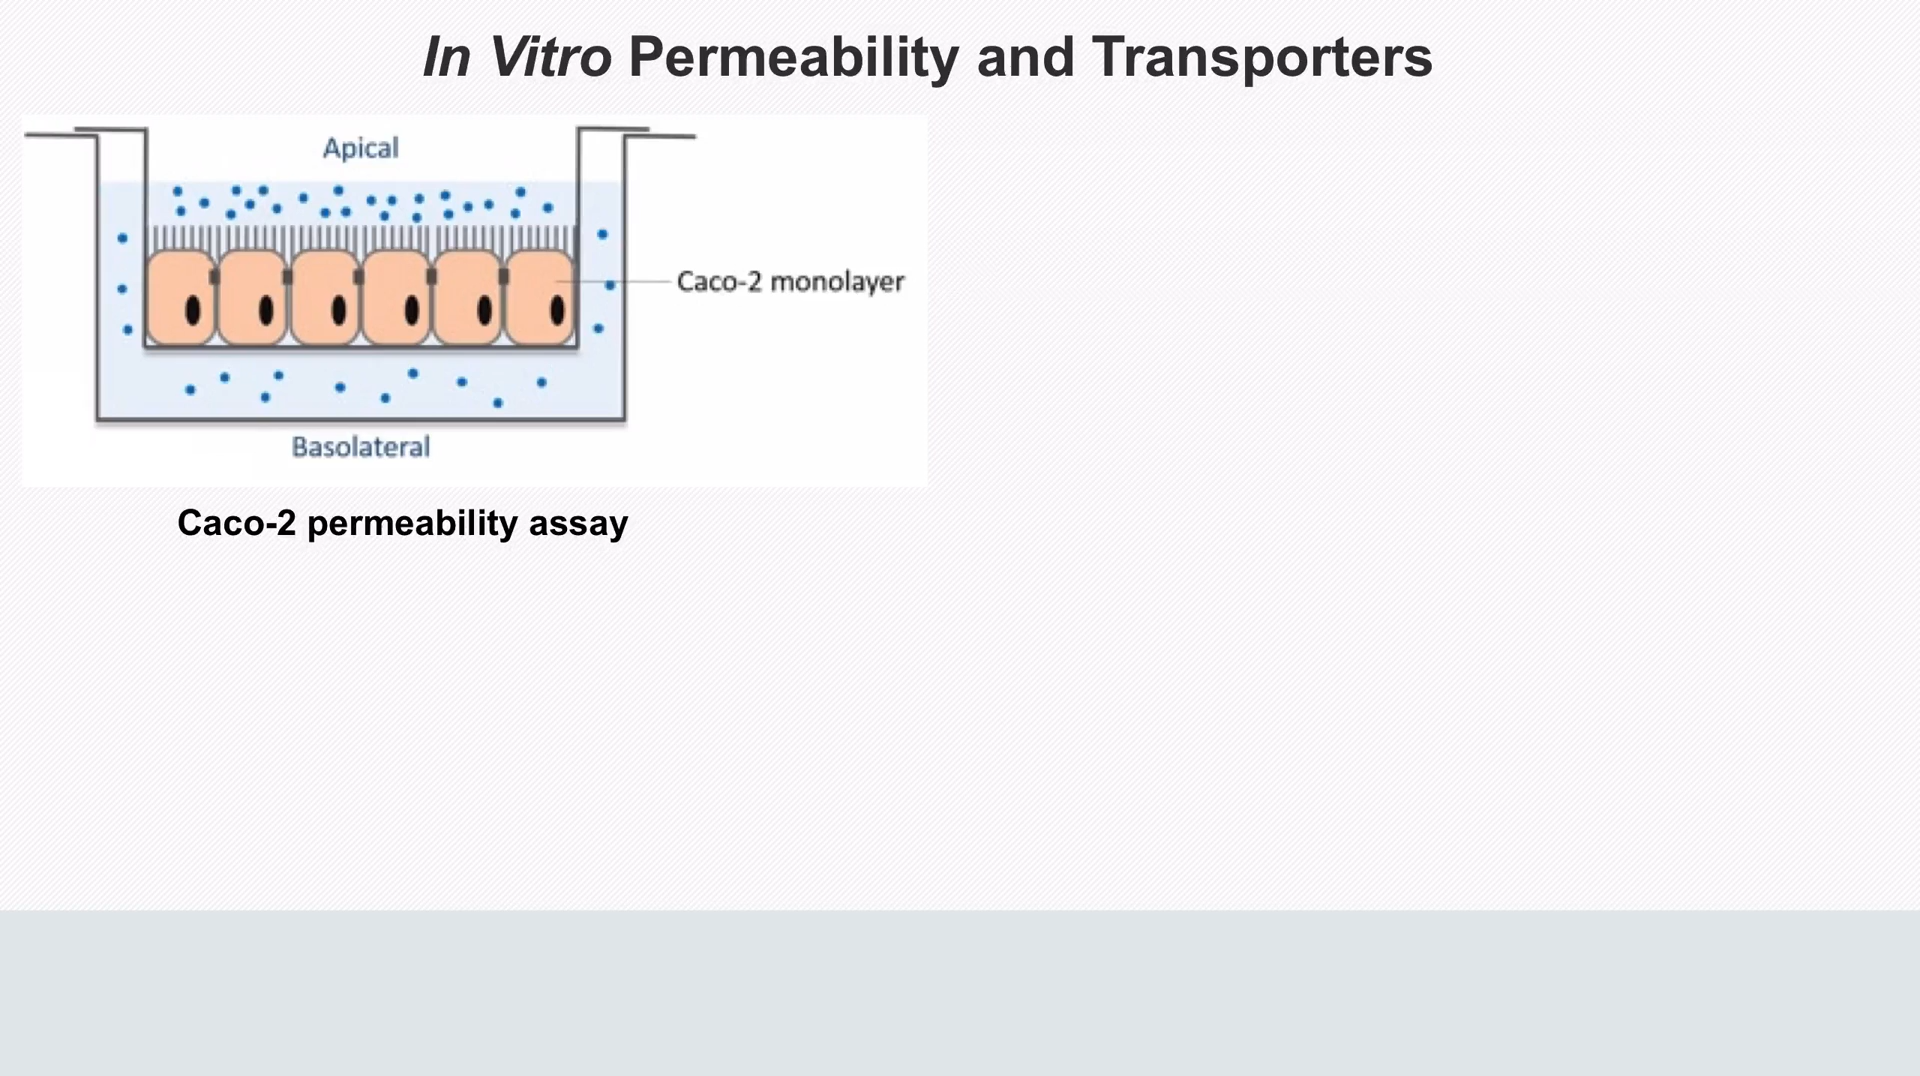 In Vitro Permeability and Transporters
Apical
Caco-2 monolayer
Basolateral
Caco-2 permeability assay